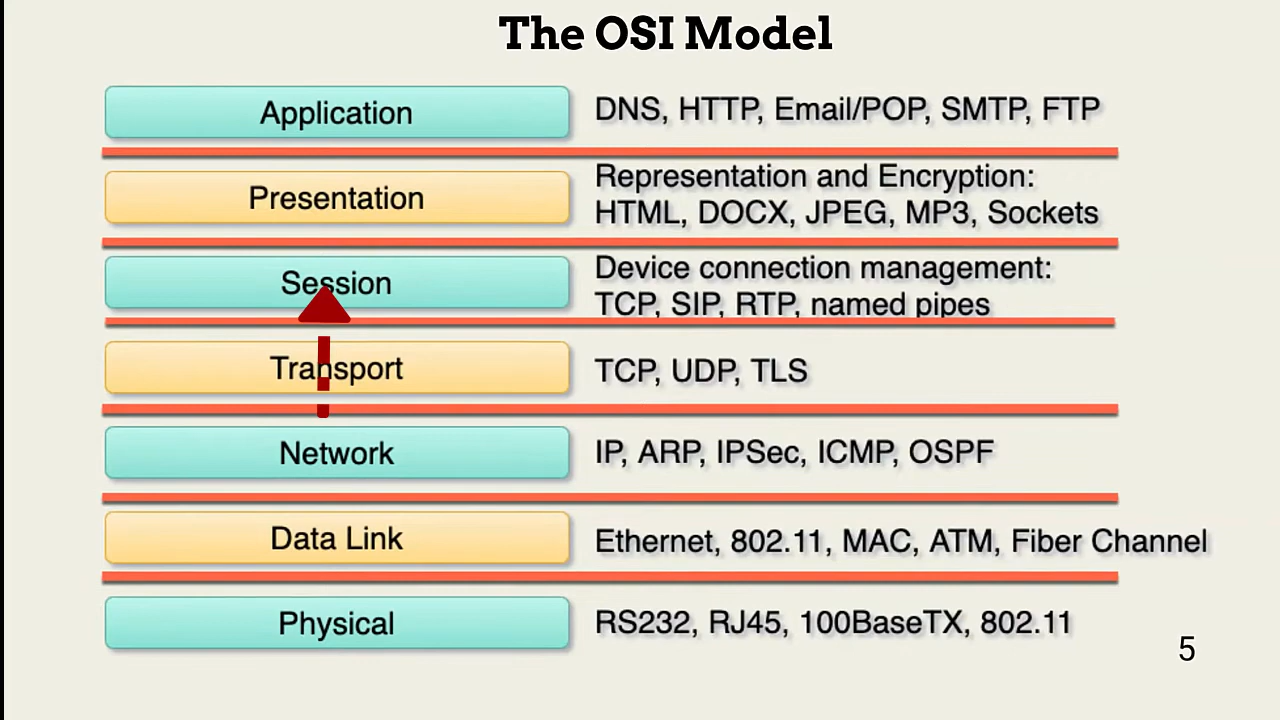 The OSI Model
Application
DNS, HTTP, Email/POP, SMTP, FTP
Presentation
Representation and Encryption:
HTML, DOCX, JPEG, MP3, Sockets
Session
Device connection management:
TCP, SIP, RTP, named pipes
Transport
TCP, UDP, TLS
Network
IP, ARP, IPSec, ICMP, OSPF
Data Link
Ethernet, 802.11, MAC, ATM, Fiber Channel
Physical
RS232, RJ45, 100BaseTX, 802.11
5